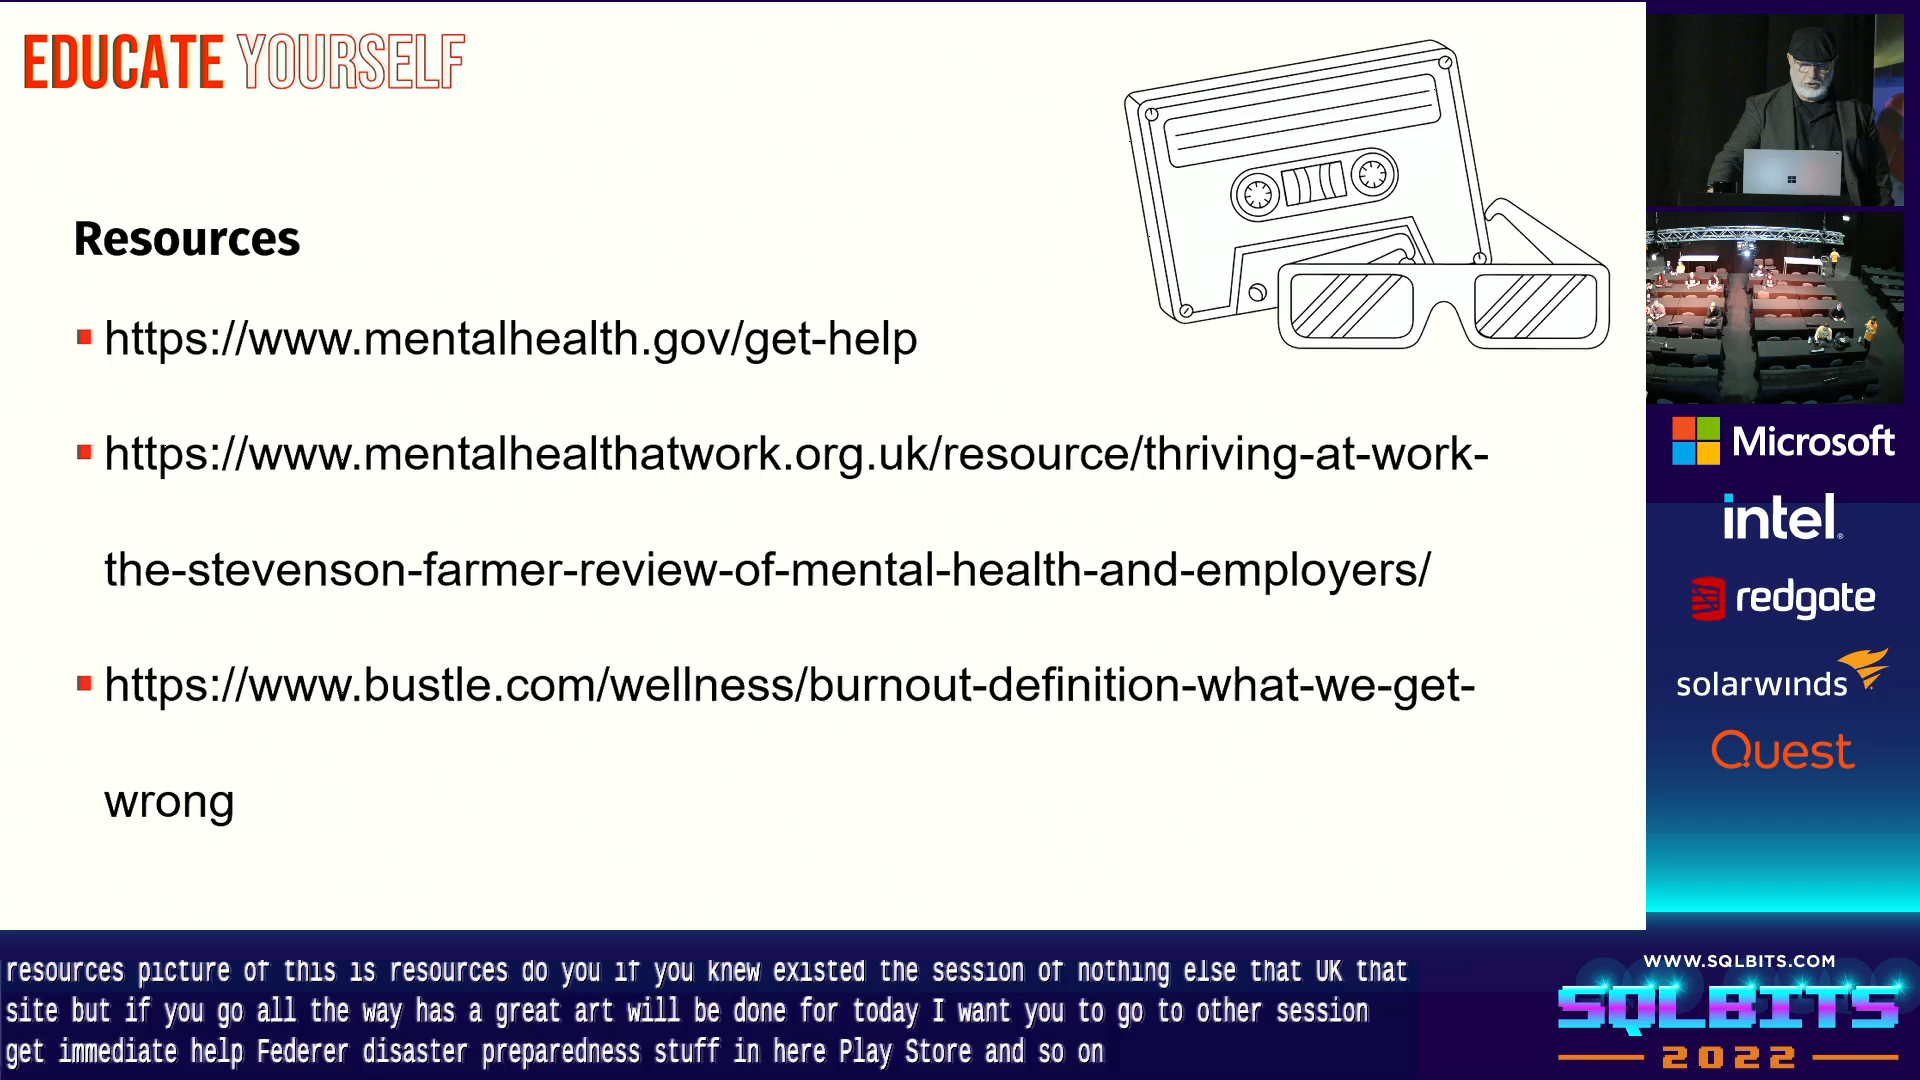 EDUCATE YOURSELF
Resources
https://www.mentalhealth.gov/get-help
https://www.mentalhealthatwork.org.uk/resource/thriving-at-work-
the-stevenson-farmer-review-of-mental-health-and-employers/
https://www.bustle.com/wellness/burnout-definition-what-we-get-
wrong
Microsoft
intel
redgate
solarwinds
Quest
WWW.SQLBITS.COM
SQLBITS
2022
resources picture of this is resources do you if you knew existed the session of nothing else that UK that
site but if you go all the way has a great art will be done for today I want you to go to other session
get immediate help Federer disaster preparedness stuff in here Play Store and so on